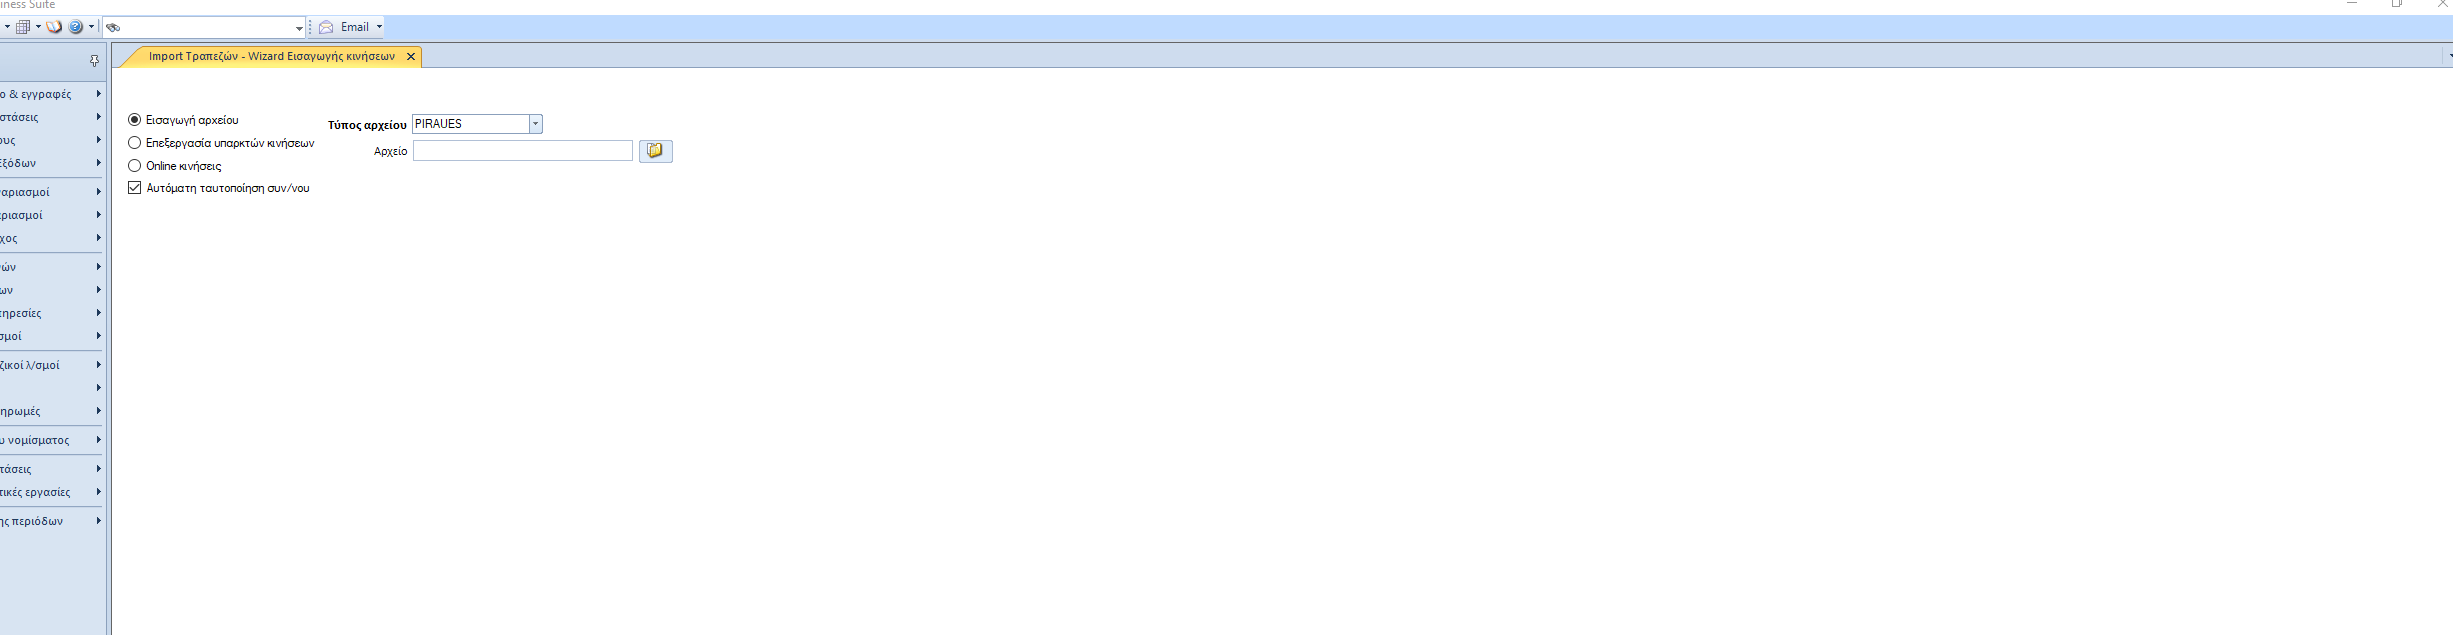 iness Suite
Email
Import Τραπεζών - Wizard Εισαγωγής κινήσεων
ο & εγγραφές
στάσεις
ους
Εξόδων
αριασμοί
ριασμοί
χος
ών
ων
ηρεσίες
σμοί
ζικοί λ/σμοί
ηρωμές
υ νομίσματος
τάσεις
τικές εργασίες
ης περιόδων
Εισαγωγή αρχείου
Επεξεργασία υπαρκτών κινήσεων
Online κινήσεις
Αυτόματη ταυτοποίηση συν/νου
Τύπος αρχείου PIRAUES
Αρχείο